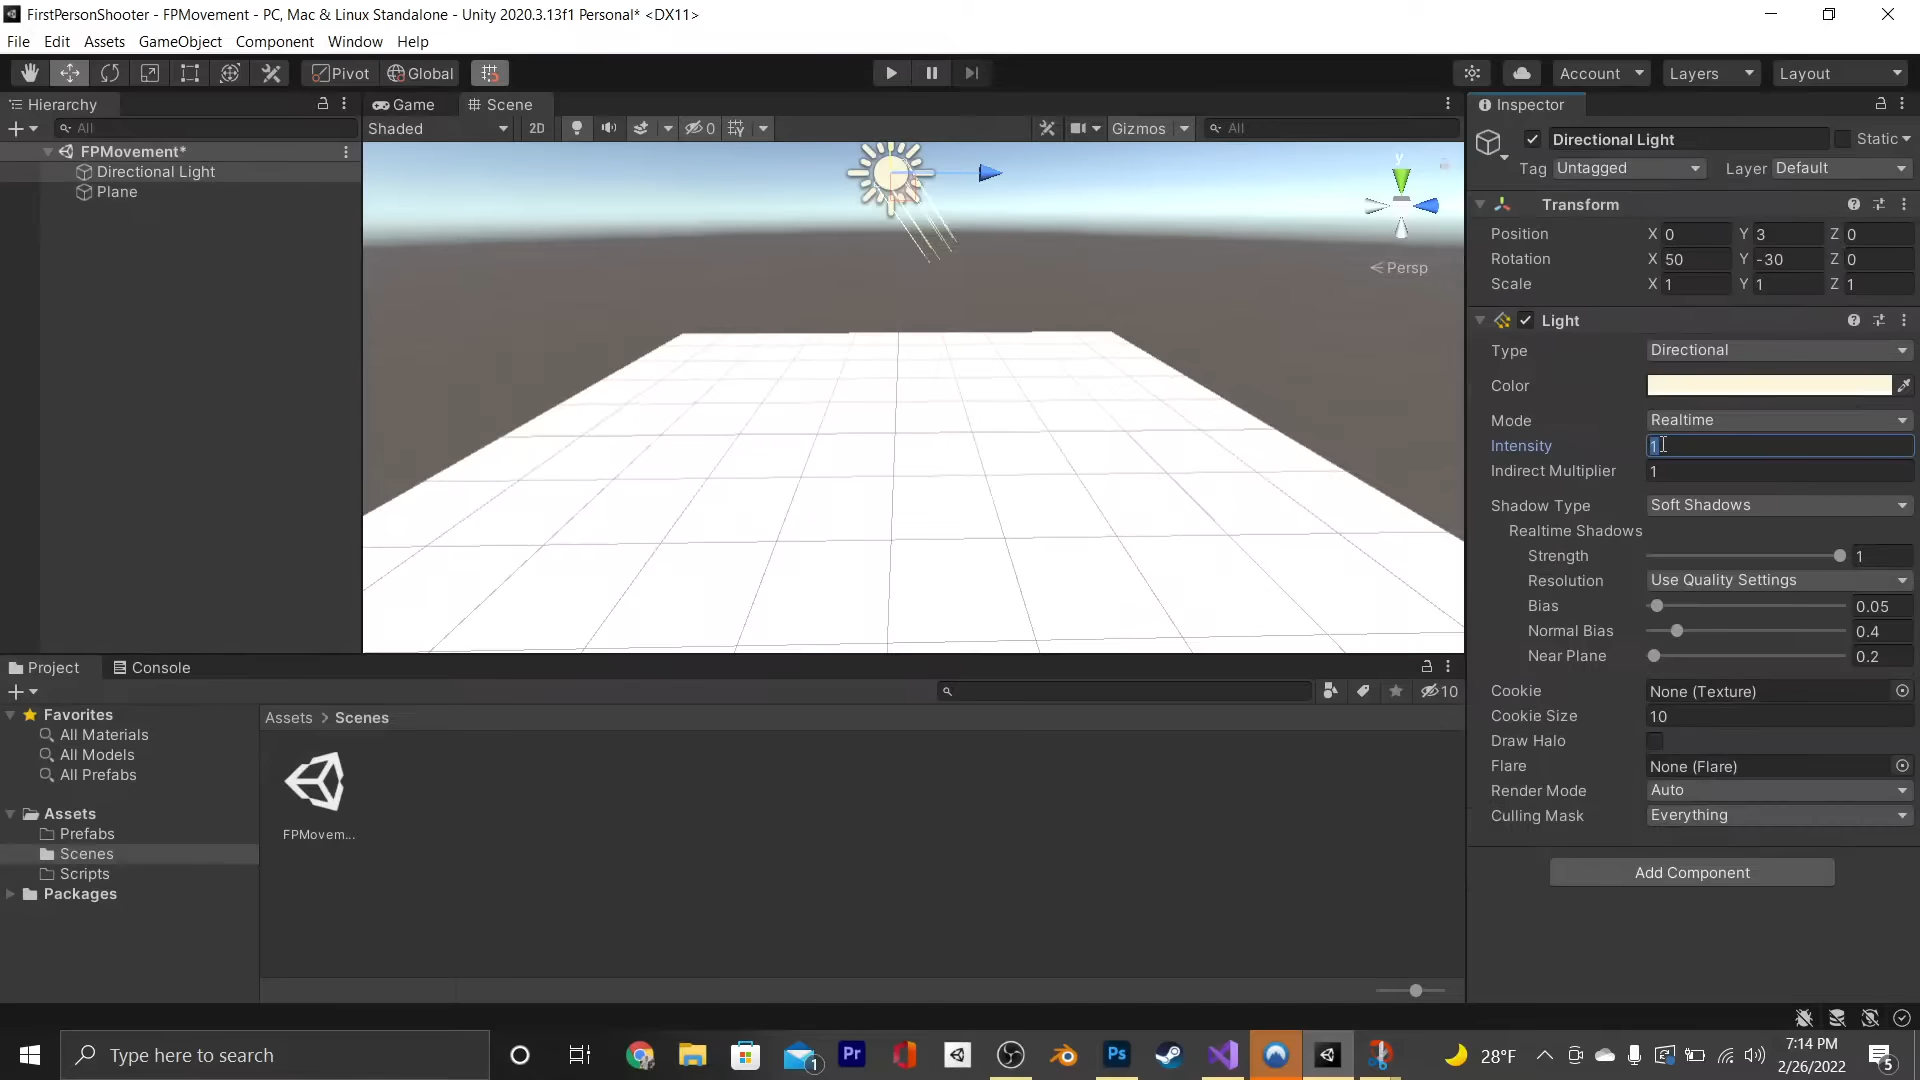 FirstPersonShooter - FPMovement - PC, Mac & Linux Standalone - Unity 2020.3.13f1 Personal* <DX11>
File Edit Assets GameObject Component Window Help
Pivot Global Account Layers Layout
Hierarchy Game Scene Inspector
All Shaded 2D 0 Gizmos All
FPMovement*
Directional Light
Plane
y
Persp
Directional Light Static
Tag Untagged Layer Default
Transform
Position X 0 Y 3 Z 0
Rotation X 50 Y -30 Z 0
Scale X 1 Y 1 Z 1
Light
Type Directional
Color
Mode Realtime
Intensity 1
Indirect Multiplier 1
Shadow Type Soft Shadows
Realtime Shadows
Strength 1
Resolution Use Quality Settings
Bias 0.05
Normal Bias 0.4
Near Plane 0.2
Cookie None (Texture)
Cookie Size 10
Draw Halo
Flare None (Flare)
Render Mode Auto
Culling Mask Everything
Add Component
Project Console
10
Favorites
All Materials
All Models
All Prefabs
Assets
Prefabs
Scenes
Scripts
Packages
Assets > Scenes
FPMovem...
Type here to search
1
Pr
Ps
28°F
7:14 PM
2/26/2022
5